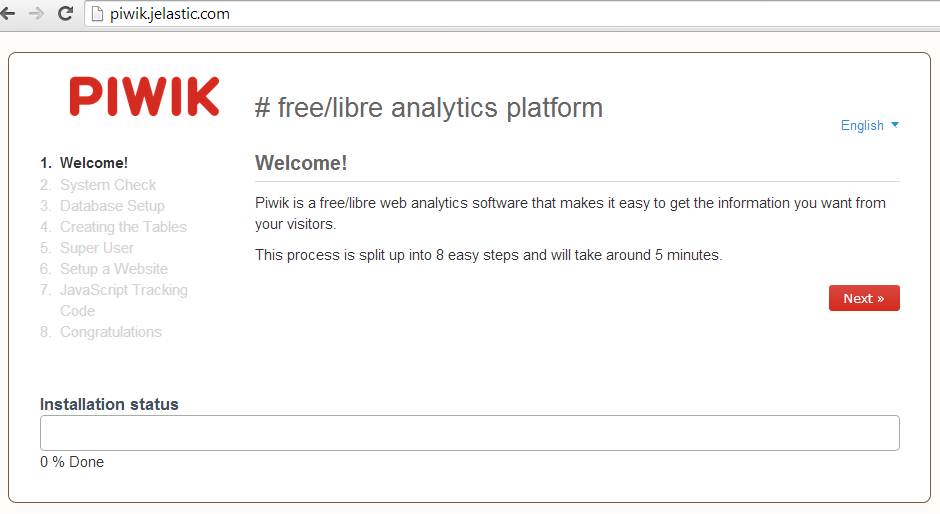 piwik.jelastic.com
PIWIK
# free/libre analytics platform
English
1. Welcome!
2. System Check
3. Database Setup
4. Creating the Tables
5. Super User
6. Setup a Website
7. JavaScript Tracking
Code
8. Congratulations
Welcome!
Piwik is a free/libre web analytics software that makes it easy to get the information you want from
your visitors.
This process is split up into 8 easy steps and will take around 5 minutes.
Next »
Installation status
0 % Done